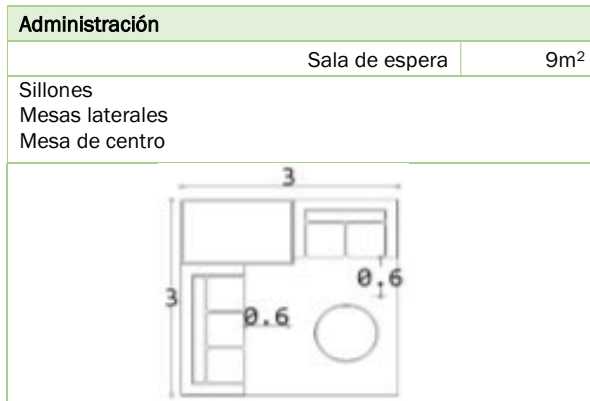 Administración
Sala de espera 9m²
Sillones
Mesas laterales
Mesa de centro
3
0.6
3
0.6